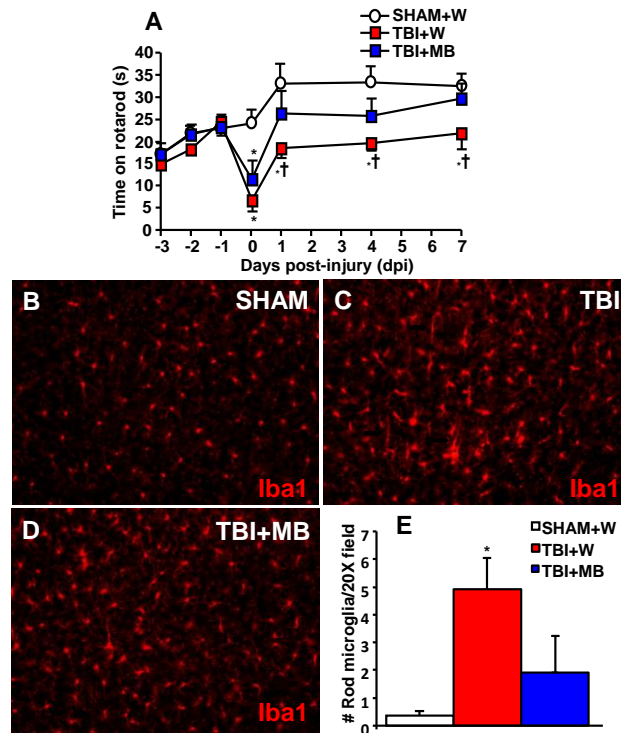 A
SHAM+W
TBI+W
TBI+MB
Time on rotarod (s)
40
35
30
25
20
15
10
5
0
*
*
*†
*†
*†
-3 -2 -1 0 1 2 3 4 5 6 7
Days post-injury (dpi)
B SHAM
Iba1
C TBI
Iba1
D TBI+MB
Iba1
E
SHAM+W
TBI+W
TBI+MB
# Rod microglia/20X field
7
6
5
4
3
2
1
0
*